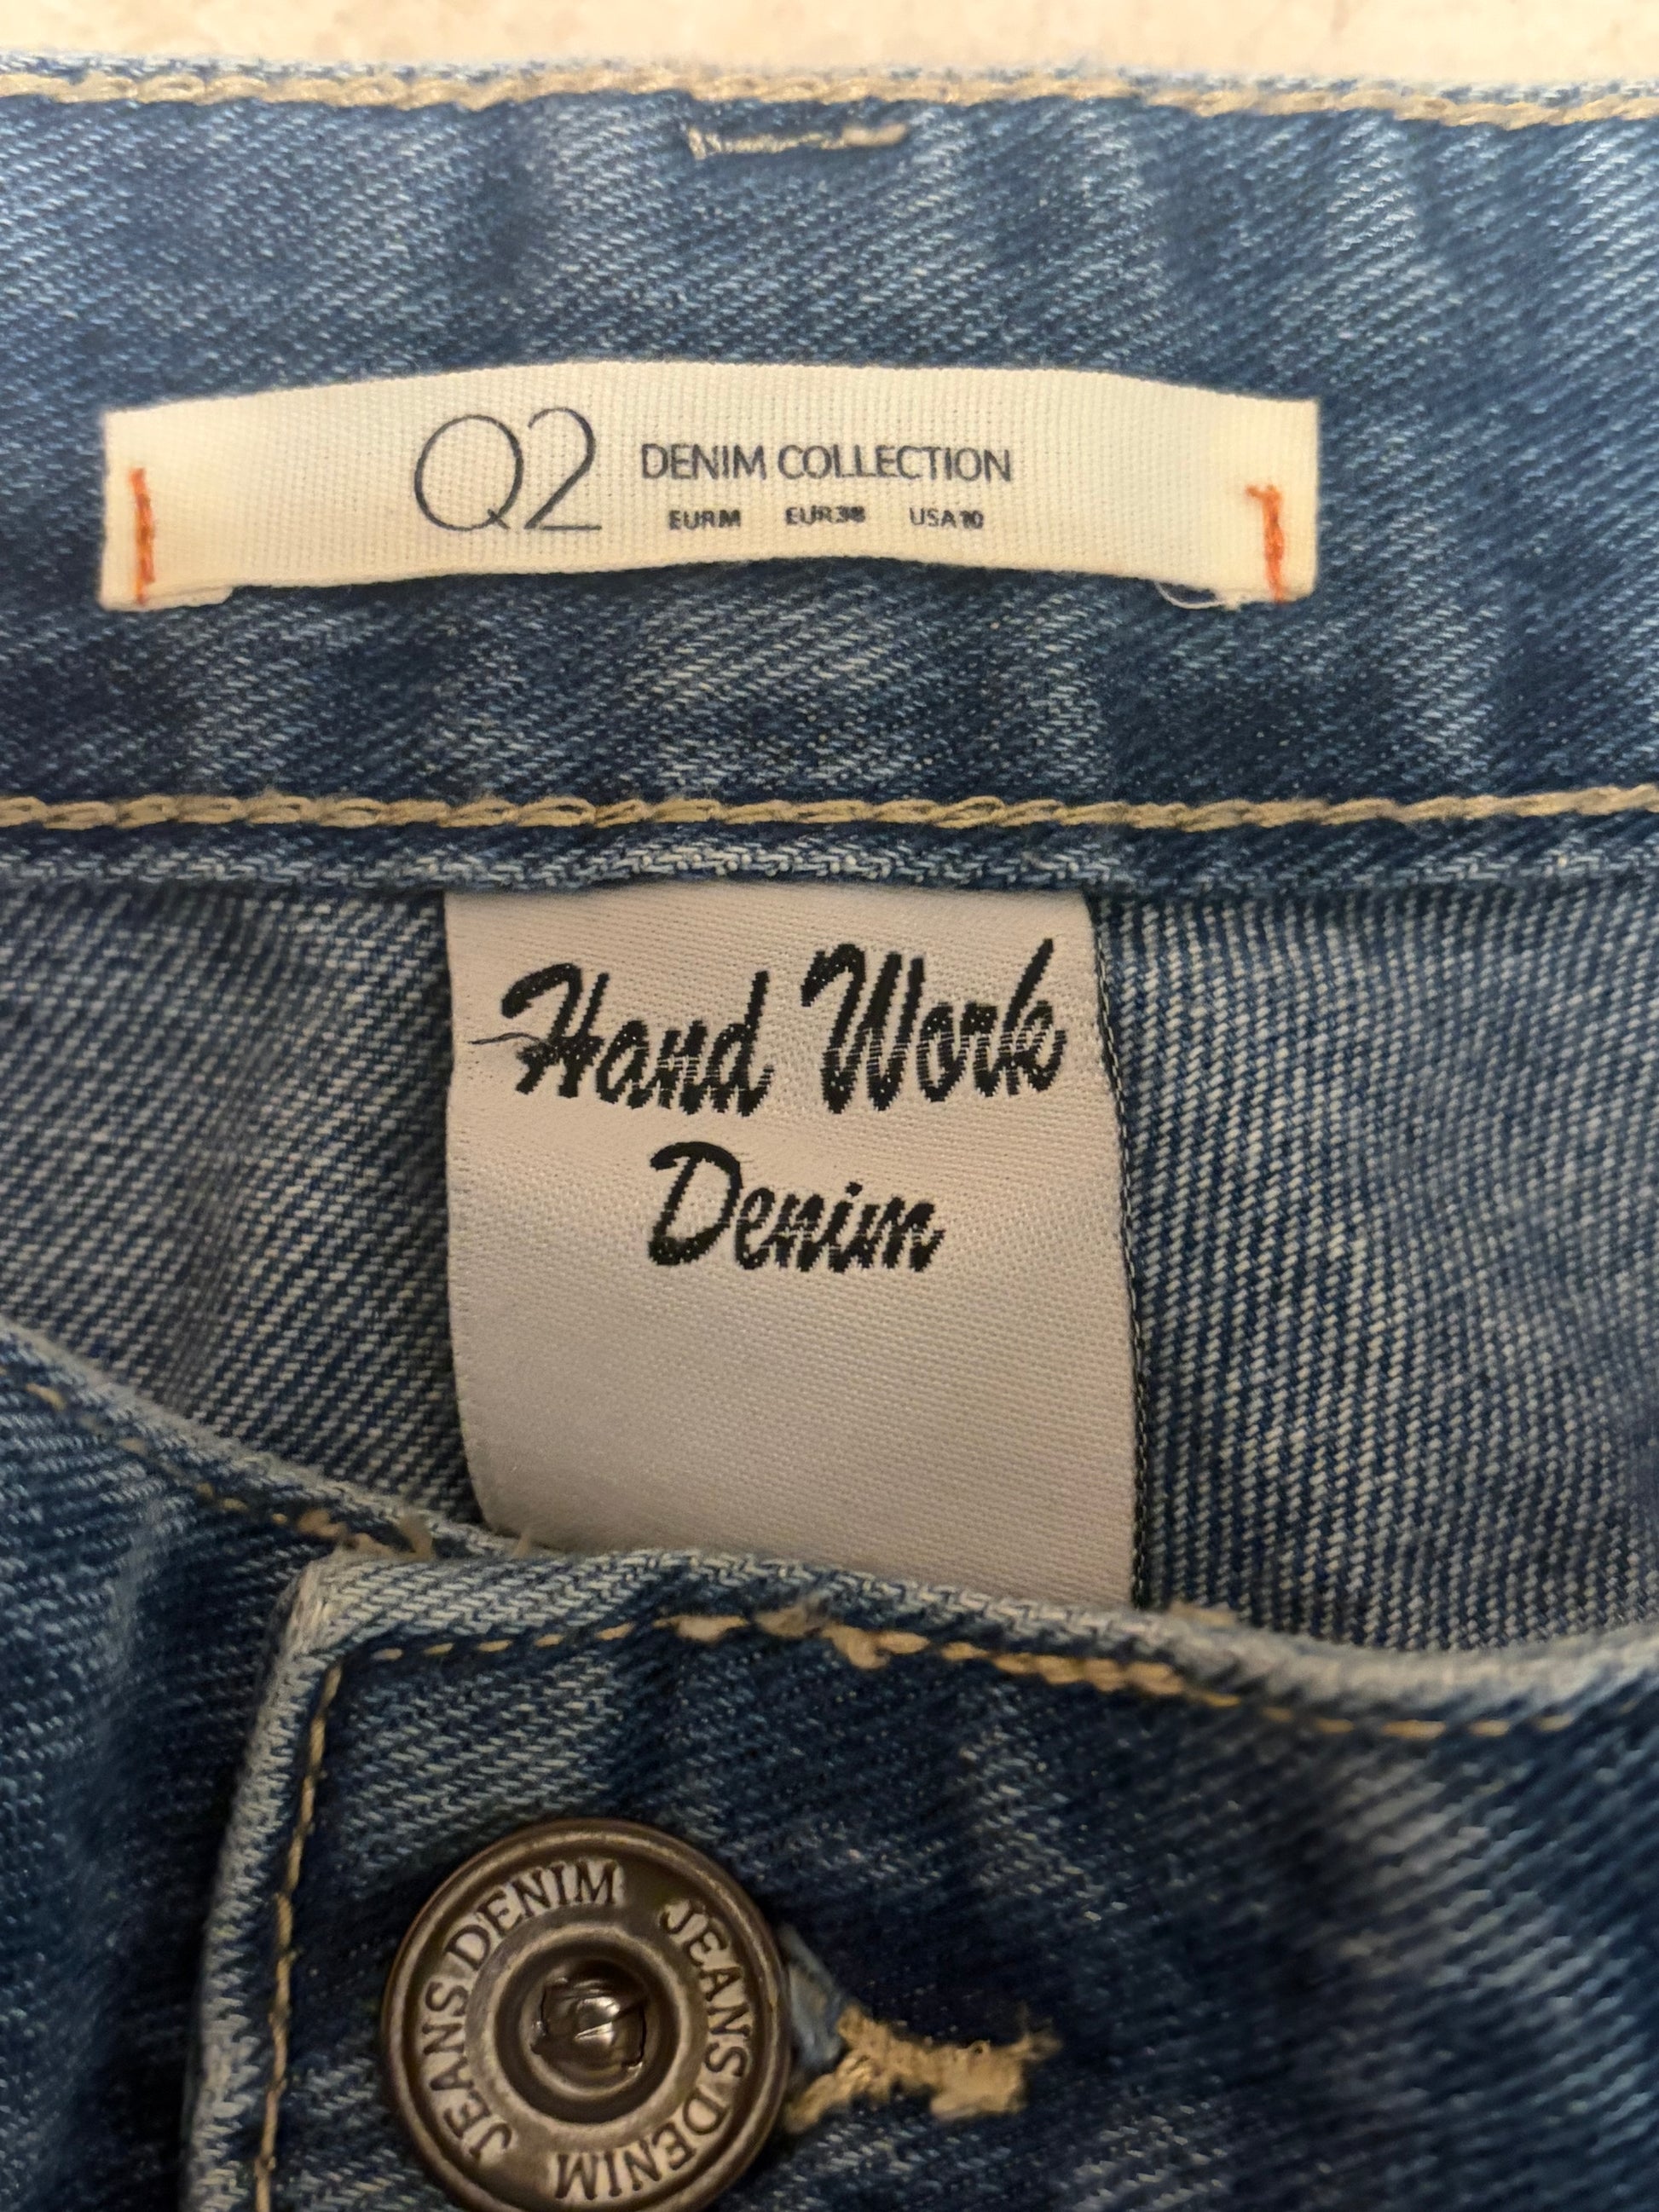 Q2 DENIM COLLECTION
EUR M EUR 38 USA 10
Hand Work
Denim
JEANS DENIM JEANS DENIM